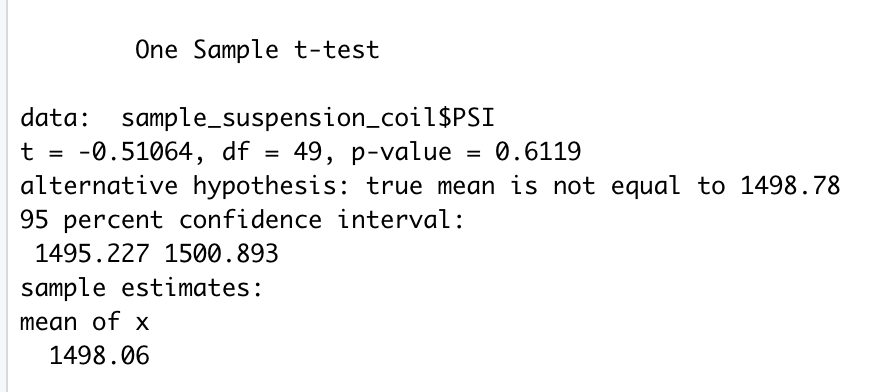 One Sample t-test
data:  sample_suspension_coil$PSI
t = -0.51064, df = 49, p-value = 0.6119
alternative hypothesis: true mean is not equal to 1498.78
95 percent confidence interval:
1495.227 1500.893
sample estimates:
mean of x
1498.06